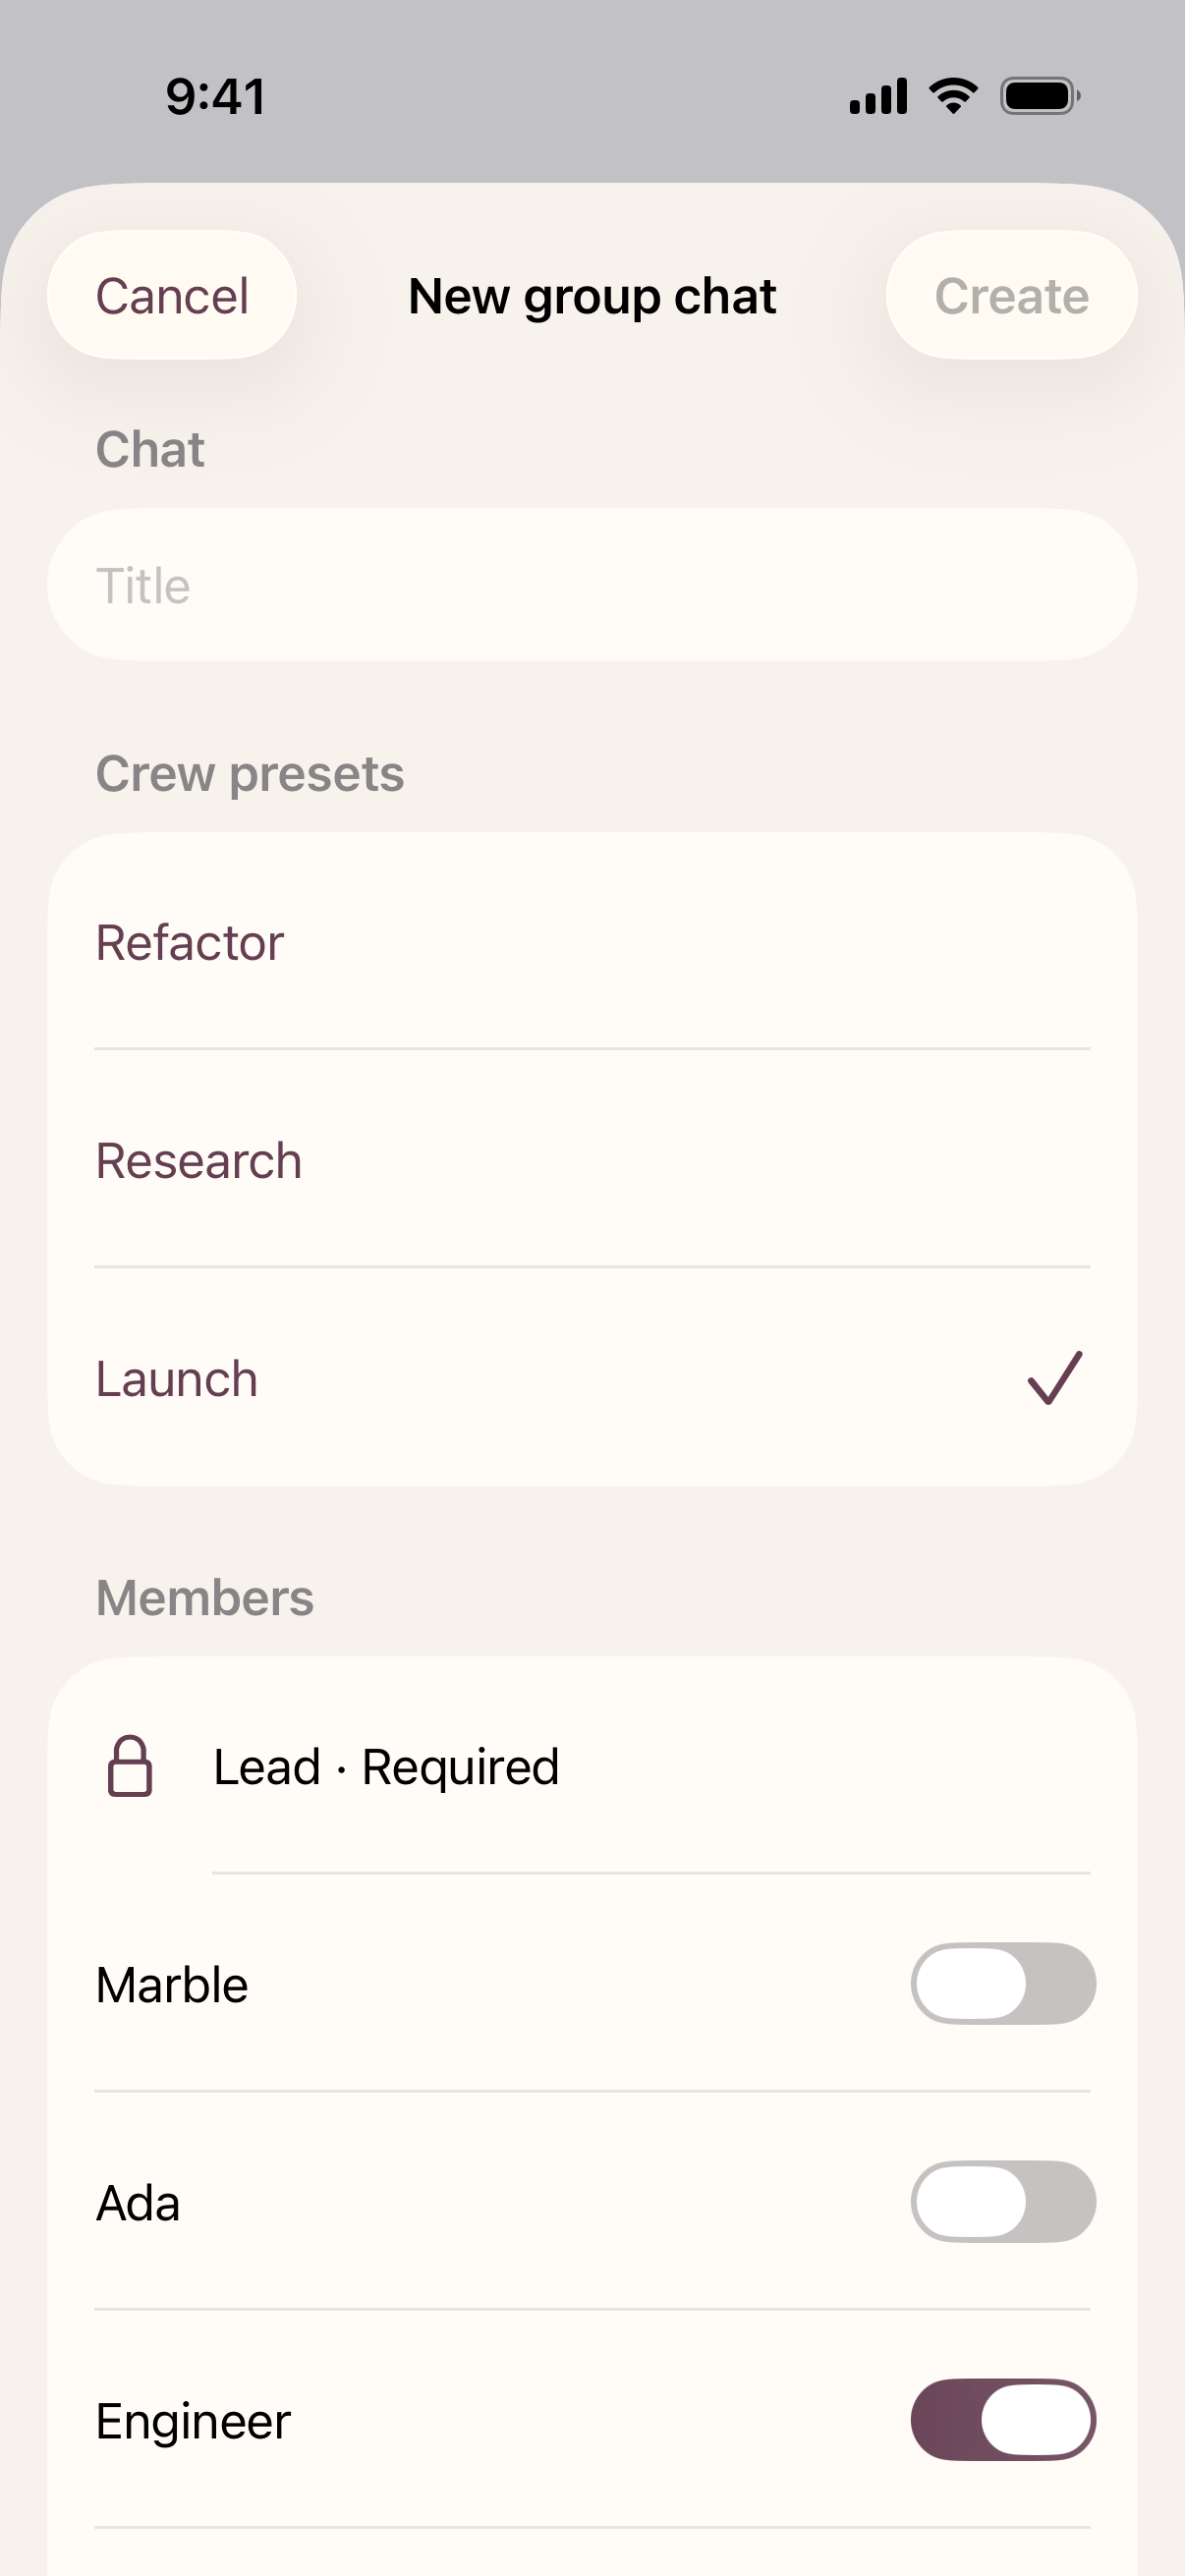 9:41
Cancel
New group chat
Create
Chat
Title
Crew presets
Refactor
Research
Launch
Members
Lead · Required
Marble
Ada
Engineer